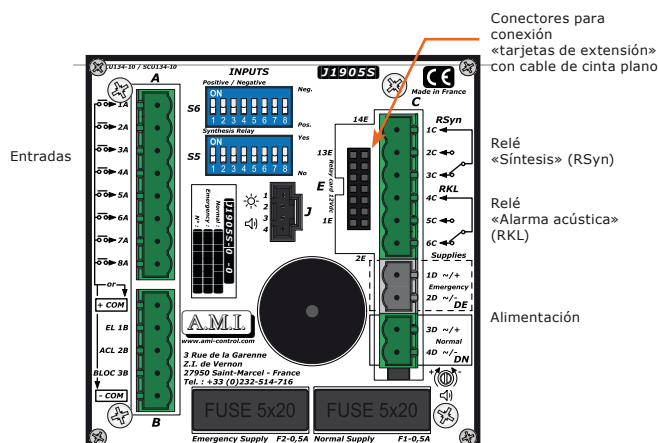 Conectores para
conexión
«tarjetas de extensión»
con cable de cinta plano
SCU134-10 / SCU134-10
A
INPUTS
J1905S
CE
Made in France
Positive / Negative
Neg.
S6
ON
1 2 3 4 5 6 7 8
Pos.
Synthesis Relay
Yes
S5
ON
1 2 3 4 5 6 7 8
No
Entradas
1A
2A
3A
4A
5A
6A
7A
8A
or
+ COM
EL 1B
ACL 2B
BLOC 3B
- COM
B
J1905S 0 -0
Normal :
Emergency :
N° :
1
2
3
4
J
14E
13E
E
1E
2E
Relay card 12Vdc
C
RSyn
1C
2C
3C
RKL
4C
5C
6C
Relé
«Síntesis» (RSyn)
Relé
«Alarma acústica»
(RKL)
Supplies
1D ~/+
Emergency
2D ~/- DE
3D ~/+
Normal
4D ~/- DN
+ -
Alimentación
A.M.I.
www.ami-control.com
3 Rue de la Garenne
Z.I. de Vernon
27950 Saint-Marcel - France
Tel. : +33 (0)232-514-716
FUSE 5x20
FUSE 5x20
Emergency Supply F2-0,5A
Normal Supply F1-0,5A